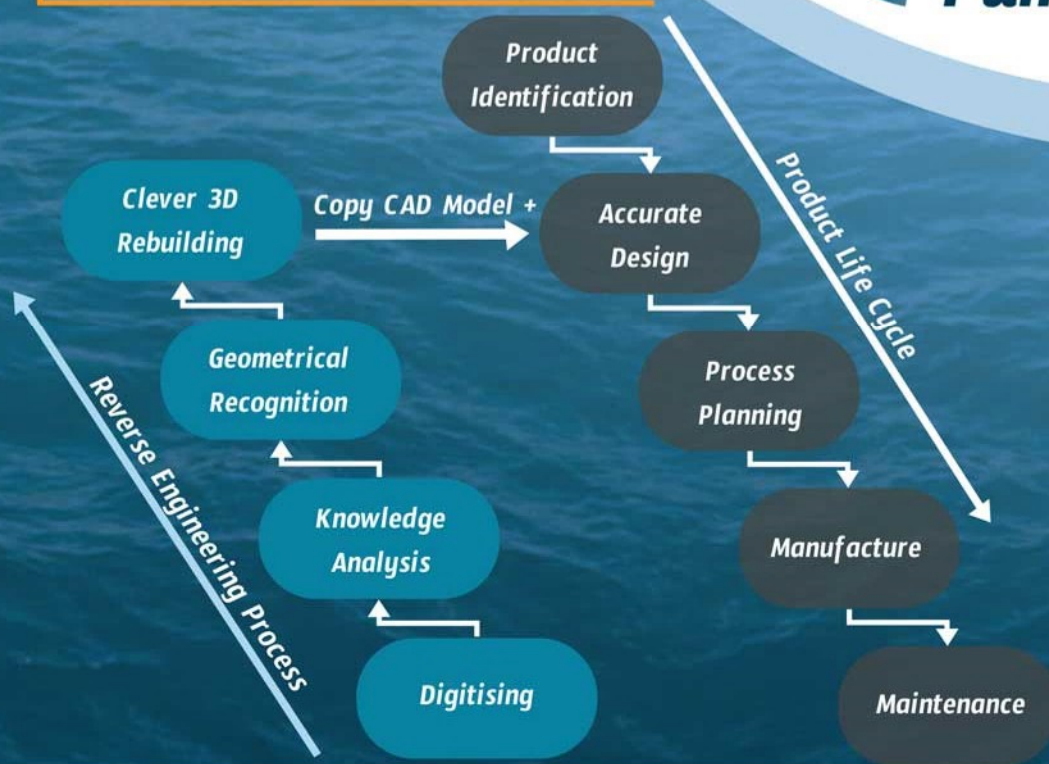 Product
Identification
Clever 3D
Rebuilding
Copy CAD Model +
Accurate
Design
Product Life Cycle
Geometrical
Recognition
Process
Planning
Reverse Engineering Process
Knowledge
Analysis
Manufacture
Digitising
Maintenance